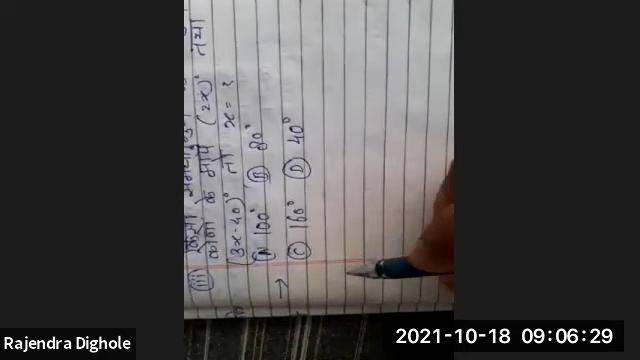 (iii)
कोणों के माप (2x)° तथा
(3x-40)° तो x = ?
(A) 100° (B) 80°
(C) 160° (D) 40°
→
Rajendra Dighole
2021-10-18 09:06:29